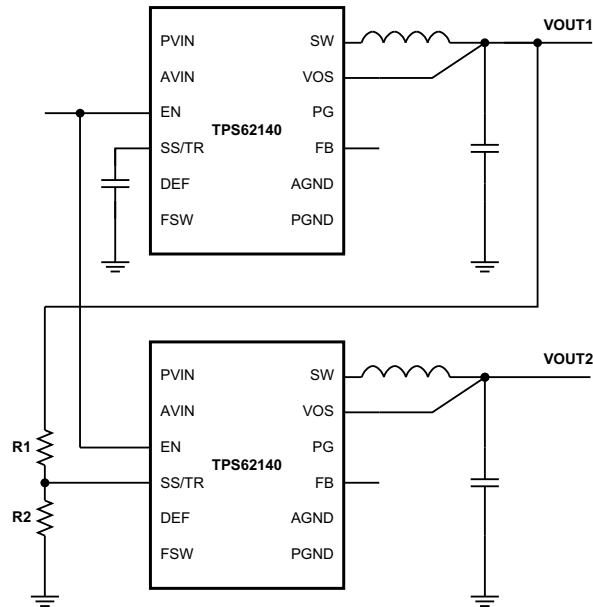 VOUT1
PVIN SW
AVIN VOS
EN PG
TPS62140
SS/TR FB
DEF AGND
FSW PGND
VOUT2
PVIN SW
AVIN VOS
R1 EN PG
TPS62140
SS/TR FB
R2 DEF AGND
FSW PGND